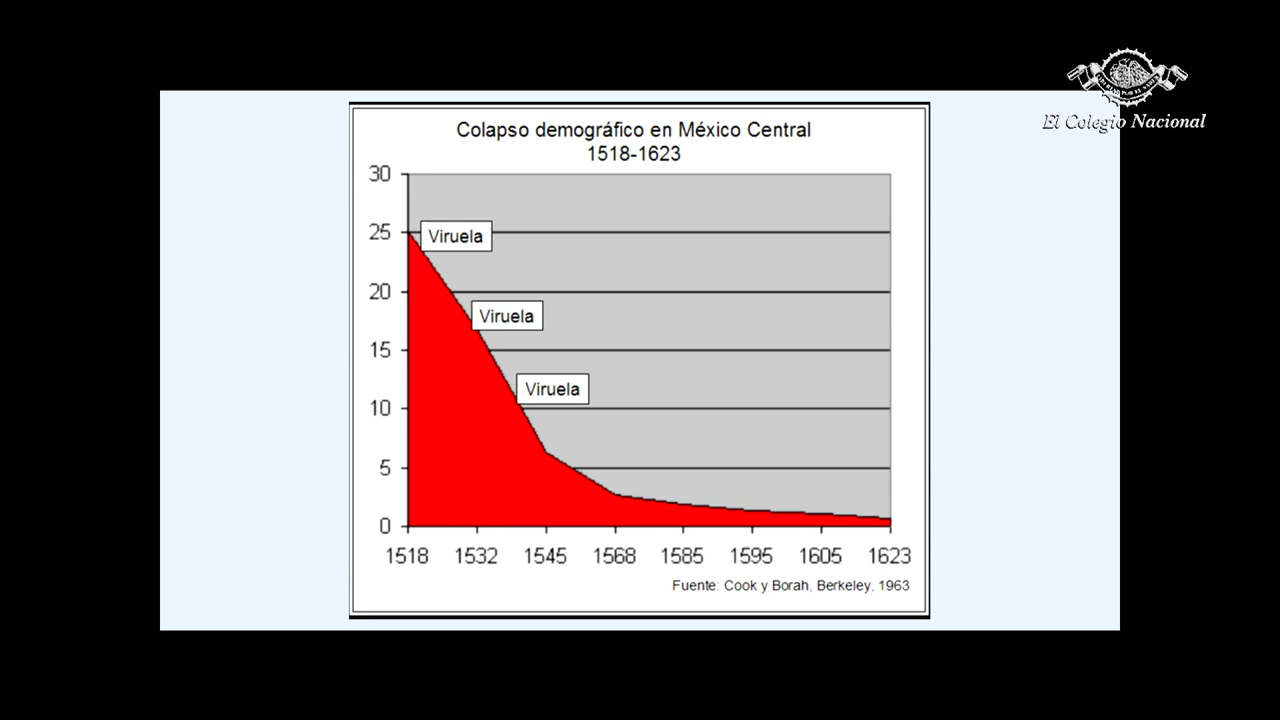 El Colegio Nacional
Colapso demográfico en México Central
1518-1623
30
25
20
15
10
5
0
Viruela
Viruela
Viruela
1518 1532 1545 1568 1585 1595 1605 1623
Fuente: Cook y Borah, Berkeley, 1963